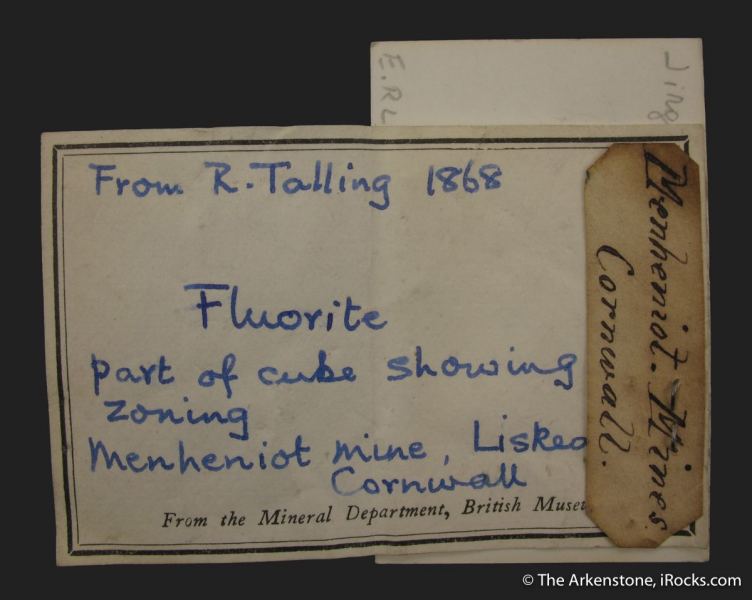 From R. Talling 1868
Fluorite
part of cube showing
zoning
Menheniot mine, Liskea
Cornwall
From the Mineral Department, British Museu
Menheniot. Mines
Cornwall.
© The Arkenstone, iRocks.com